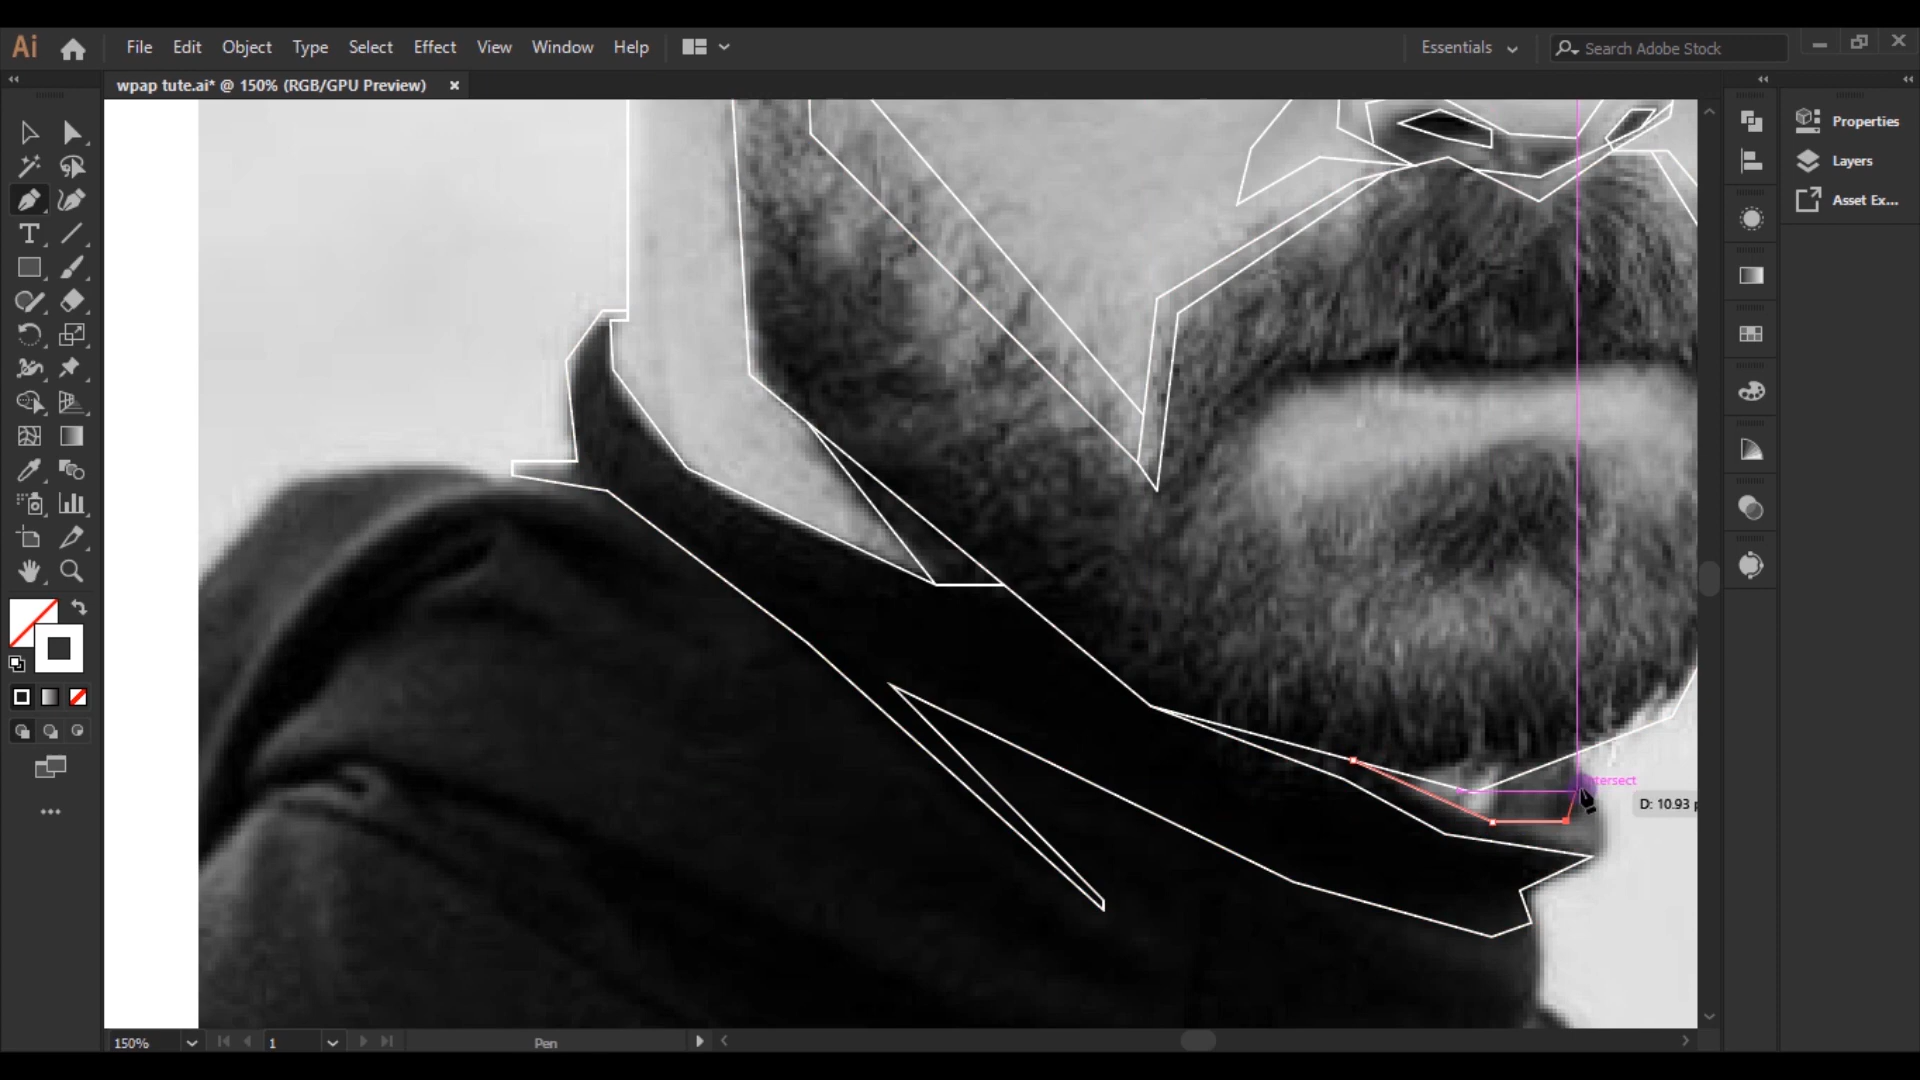 Ai File Edit Object Type Select Effect View Window Help Essentials Search Adobe Stock
wpap tute.ai* @ 150% (RGB/GPU Preview)
Properties
Layers
Asset Ex...
D: 10.93
150% 1 Pen